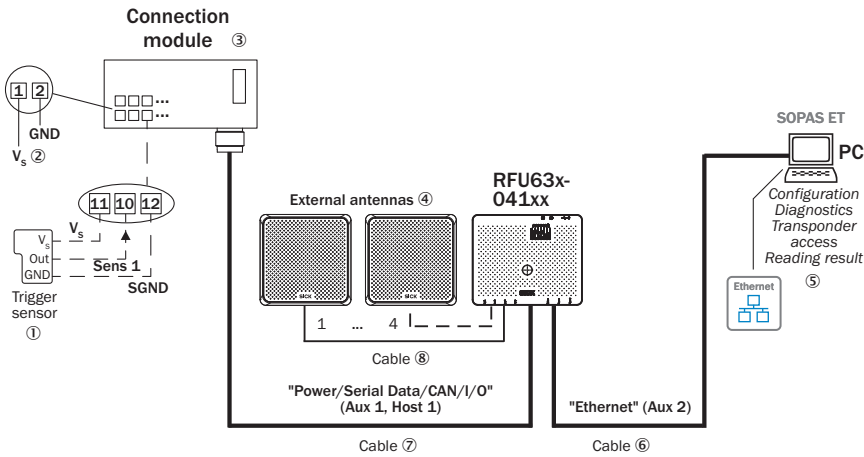 Connection
module ③
1 2
GND
Vs ②
11 10 12
Vs
Vs
Out
GND
Sens 1
SGND
Trigger
sensor
①
External antennas ④
SICK
SICK
1 ... 4
Cable ⑧
RFU63x-
041xx
"Power/Serial Data/CAN/I/O"
(Aux 1, Host 1)
Cable ⑦
"Ethernet" (Aux 2)
Cable ⑥
SOPAS ET
PC
Configuration
Diagnostics
Transponder
access
Reading result
⑤
Ethernet